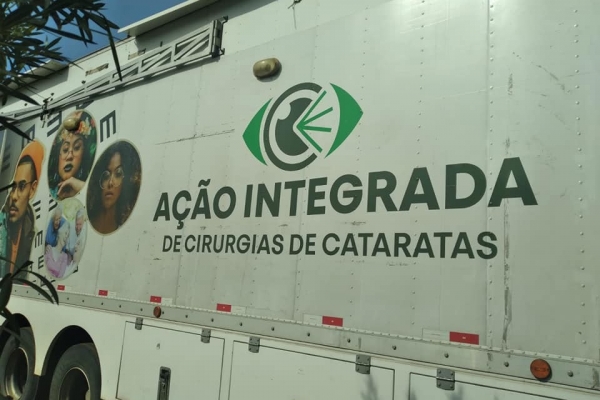 AÇÃO INTEGRADA
DE CIRURGIAS DE CATARATAS